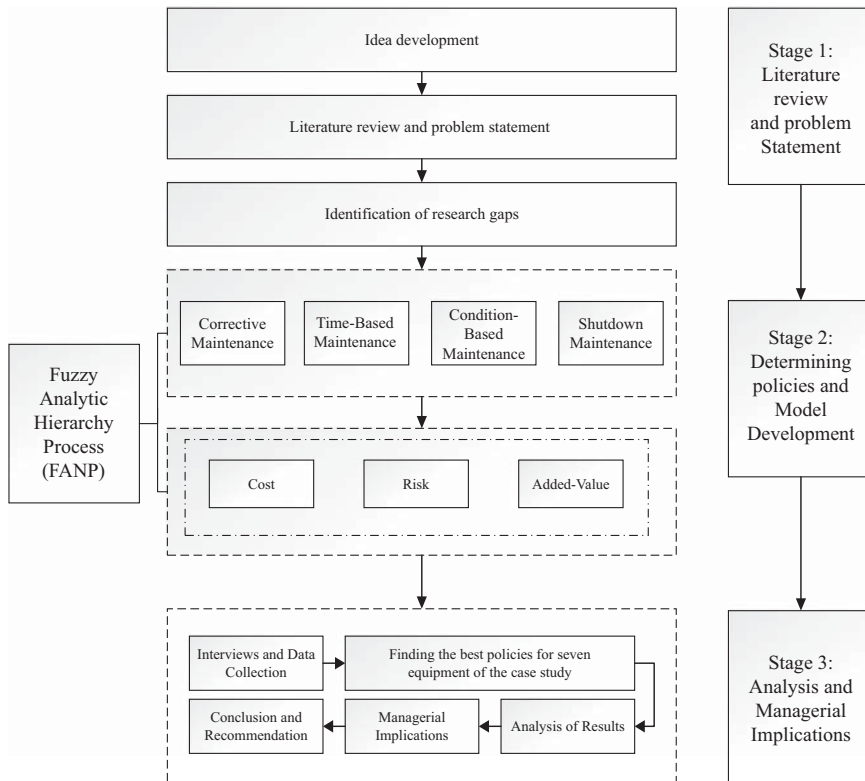 Idea development
Literature review and problem statement
Identification of research gaps
Corrective
Maintenance
Time-Based
Maintenance
Condition-
Based
Maintenance
Shutdown
Maintenance
Fuzzy
Analytic
Hierarchy
Process
(FANP)
Cost
Risk
Added-Value
Interviews and Data
Collection
Finding the best policies for seven
equipment of the case study
Conclusion and
Recommendation
Managerial
Implications
Analysis of Results
Stage 1:
Literature
review
and problem
Statement
Stage 2:
Determining
policies and
Model
Development
Stage 3:
Analysis and
Managerial
Implications